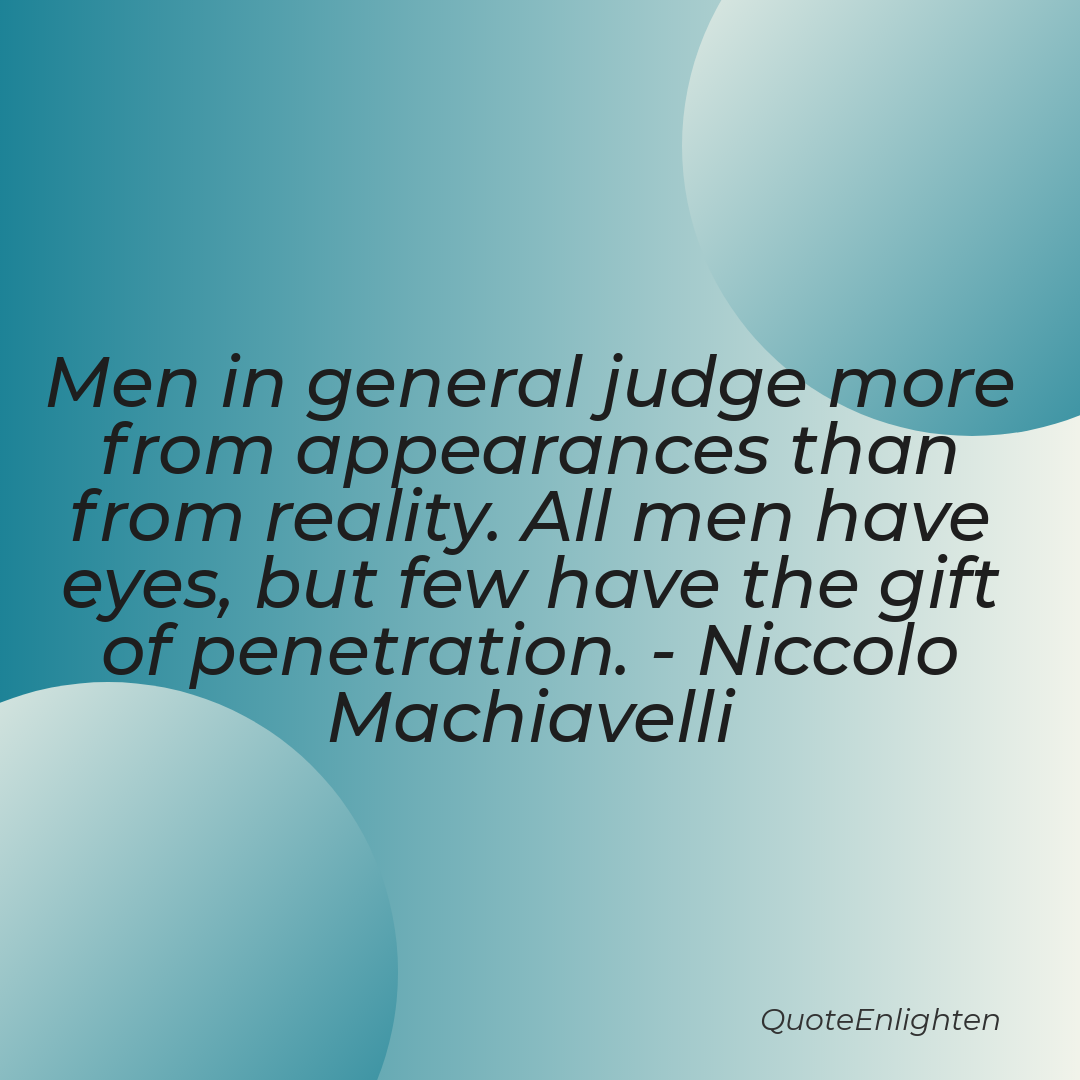 Men in general judge more
from appearances than
from reality. All men have
eyes, but few have the gift
of penetration. - Niccolo
Machiavelli
QuoteEnlighten